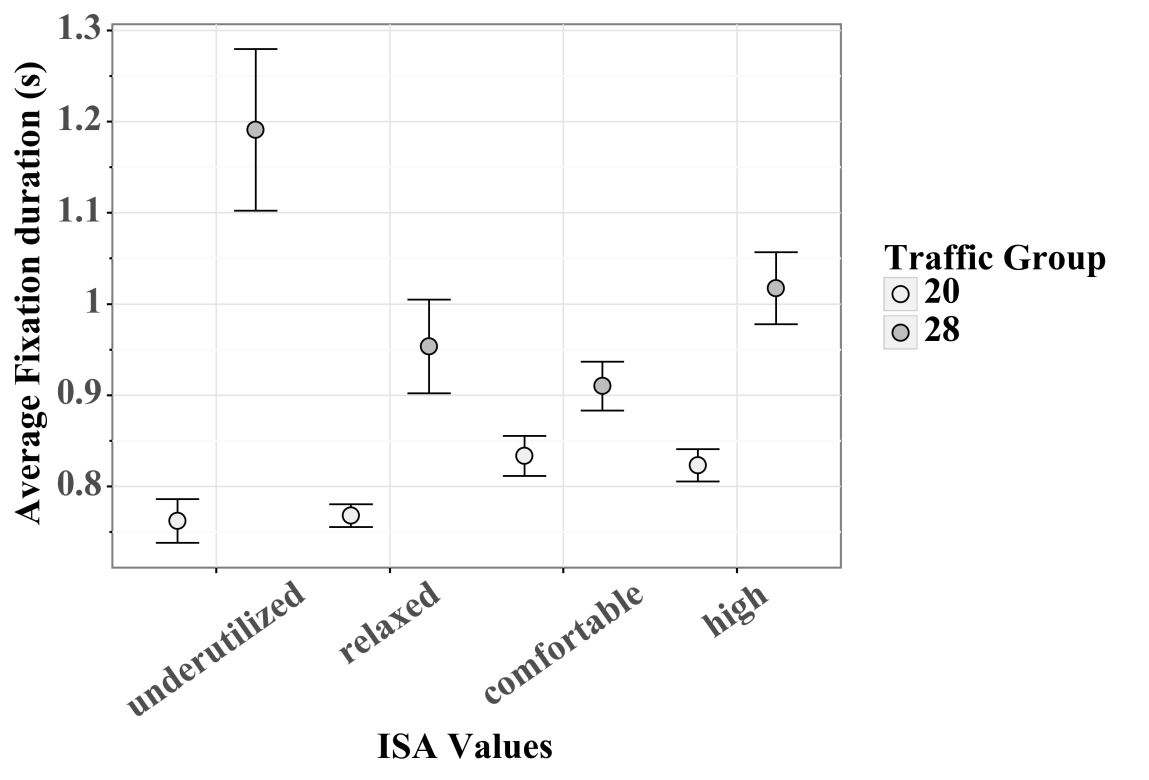 Average Fixation duration (s)
1.3
1.2
1.1
1
0.9
0.8
underutilized
relaxed
comfortable
high
ISA Values
Traffic Group
20
28